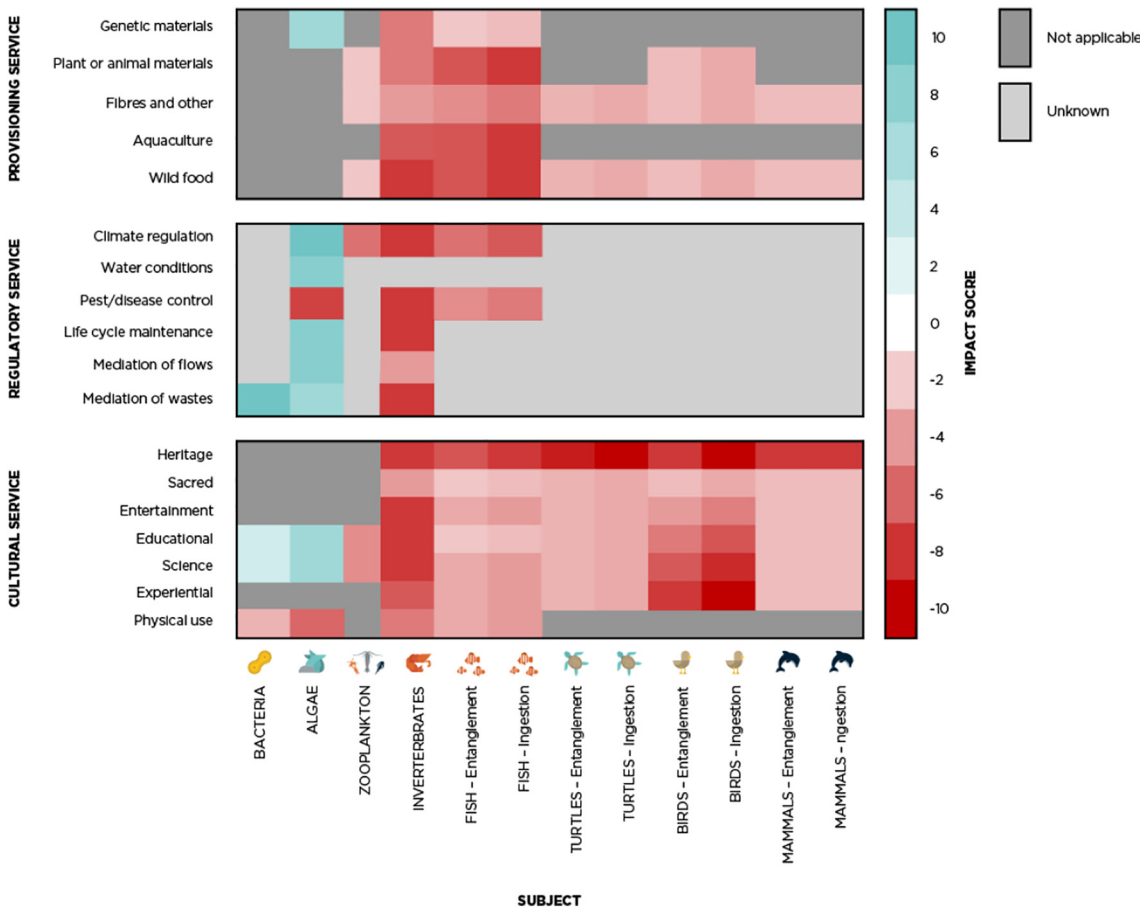 PROVISIONING SERVICE
Genetic materials
Plant or animal materials
Fibres and other
Aquaculture
Wild food
REGULATORY SERVICE
Climate regulation
Water conditions
Pest/disease control
Life cycle maintenance
Mediation of flows
Mediation of wastes
CULTURAL SERVICE
Heritage
Sacred
Entertainment
Educational
Science
Experiential
Physical use
BACTERIA
ALGAE
ZOOPLANKTON
INVERTERBRATES
FISH – Entanglement
FISH – Ingestion
TURTLES – Entanglement
TURTLES – Ingestion
BIRDS – Entanglement
BIRDS – Ingestion
MAMMALS – Entanglement
MAMMALS – ngestion
SUBJECT
10
8
6
4
2
0
-2
-4
-6
-8
-10
IMPACT SOCRE
Not applicable
Unknown